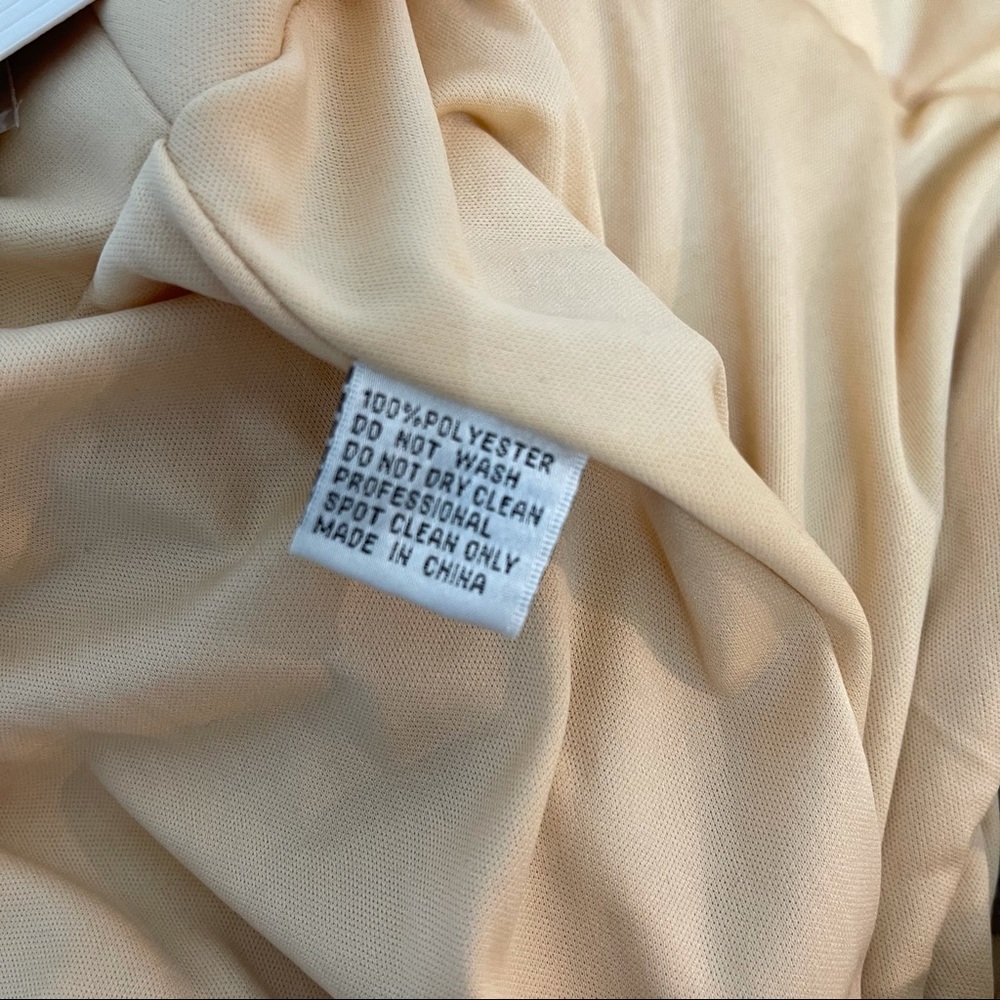 100%POLYESTER
DO NOT WASH
DO NOT DRY CLEAN
PROFESSIONAL
SPOT CLEAN ONLY
MADE IN CHINA